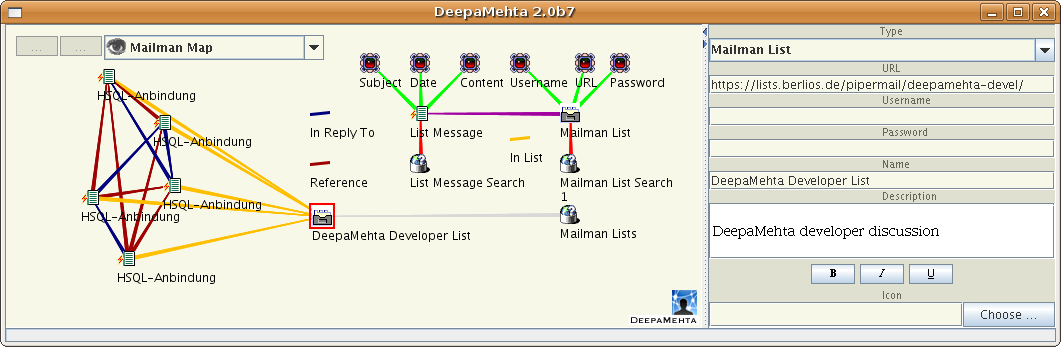 DeepaMehta 2.0b7
... ... Mailman Map
Type
Mailman List
URL
https://lists.berlios.de/pipermail/deepamehta-devel/
Username
Password
Name
DeepaMehta Developer List
Description
DeepaMehta developer discussion
B I U
Icon
Choose ...
Subject Date Content Username URL Password
HSQL-Anbindung
In Reply To List Message Mailman List
HSQL-Anbindung
In List
Reference List Message Search Mailman List Search
1
HSQL-Anbindung
HSQL-Anbindung
DeepaMehta Developer List Mailman Lists
HSQL-Anbindung
DEEPAMEHTA